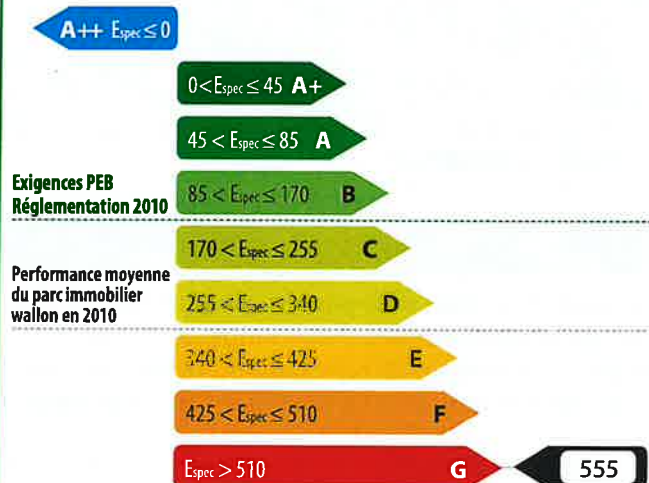 A++ Espec ≤ 0
0 < Espec ≤ 45 A+
45 < Espec ≤ 85 A
Exigences PEB
Réglementation 2010
85 < Espec ≤ 170 B
170 < Espec ≤ 255 C
Performance moyenne
du parc immobilier
wallon en 2010
255 < Espec ≤ 340 D
340 < Espec ≤ 425 E
425 < Espec ≤ 510 F
Espec > 510 G
555